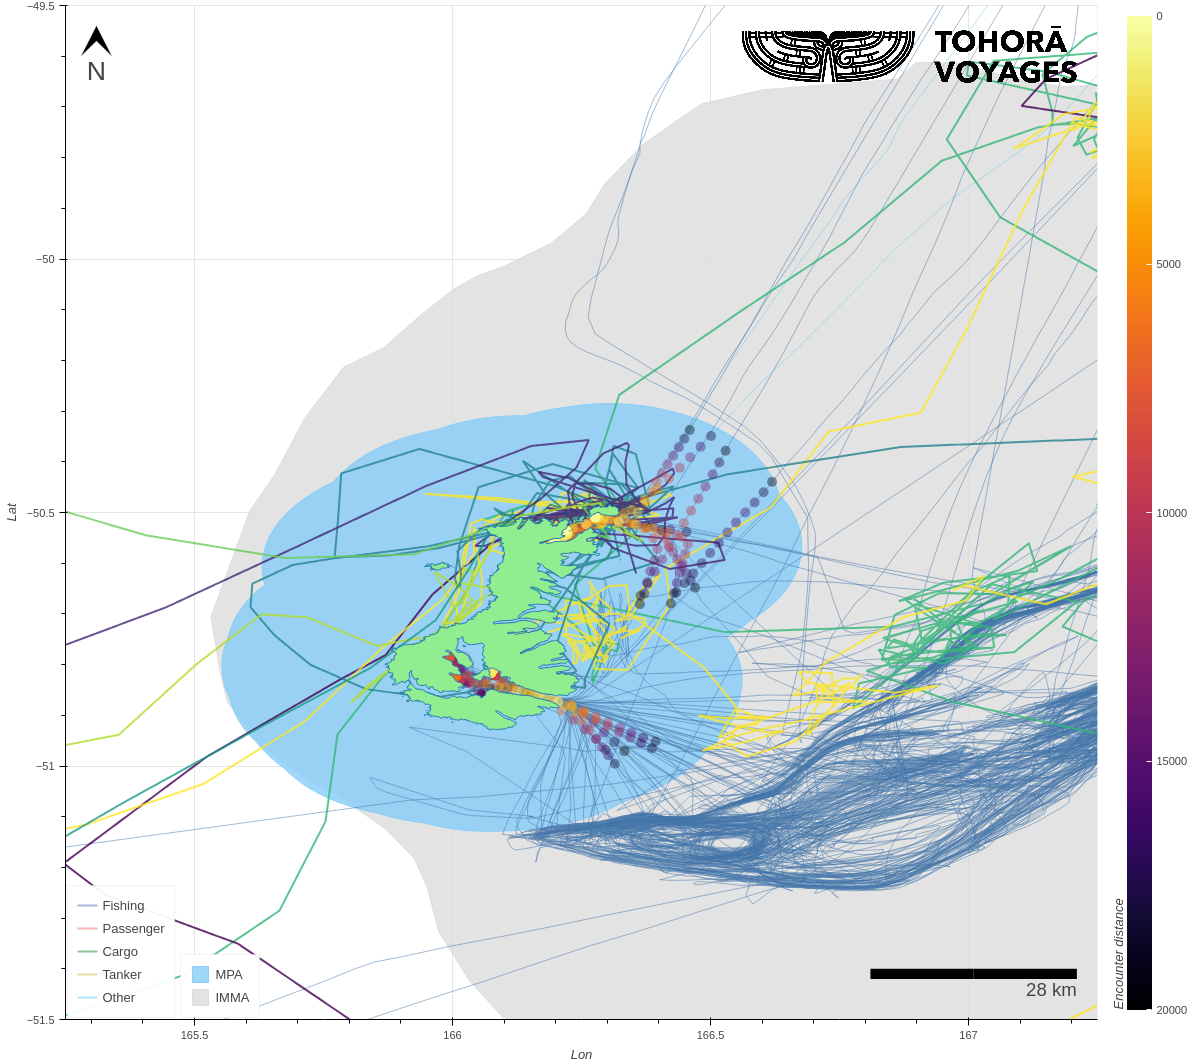 −49.5
−50
−50.5
−51
−51.5
Lat
N
TOHORĀ
VOYAGES
Fishing
Passenger
Cargo
Tanker
Other
MPA
IMMA
28 km
165.5
166
166.5
167
Lon
0
5000
10000
15000
20000
Encounter distance